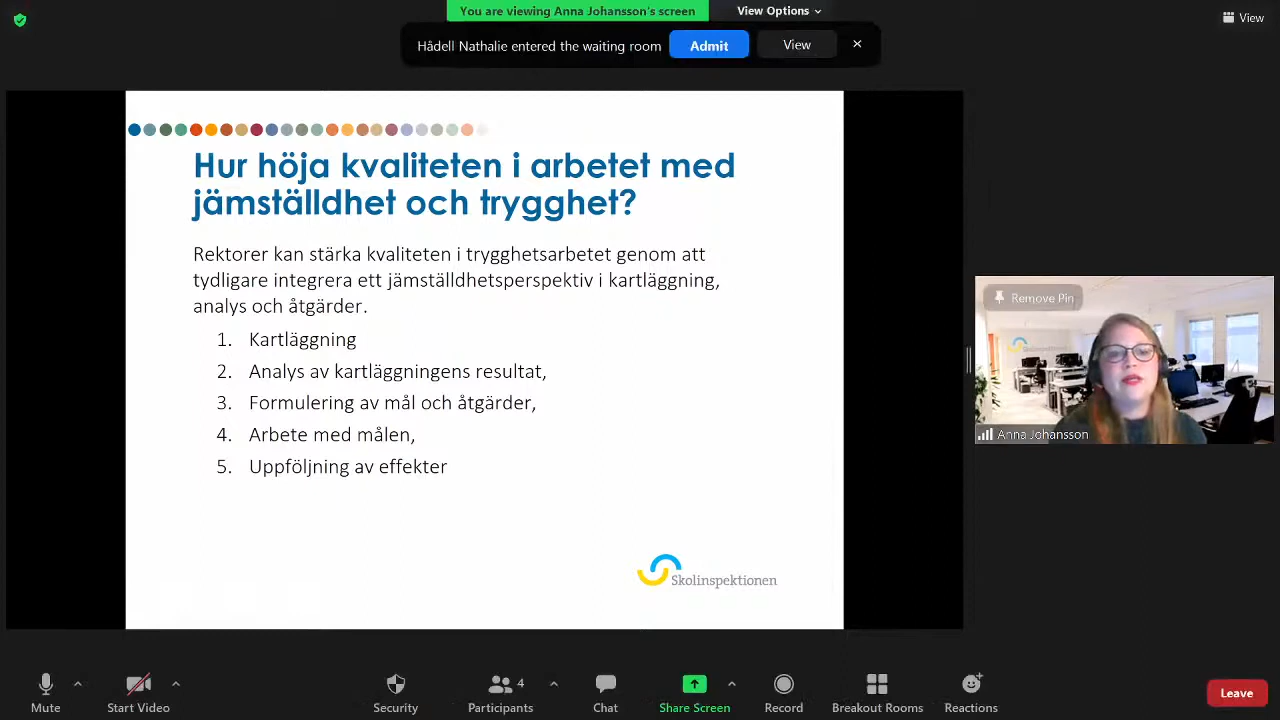 You are viewing Anna Johansson's screen
View Options
View
Hådell Nathalie entered the waiting room
Admit
View
Hur höja kvaliteten i arbetet med
jämställdhet och trygghet?
Rektorer kan stärka kvaliteten i trygghetsarbetet genom att
tydligare integrera ett jämställdhetsperspektiv i kartläggning,
analys och åtgärder.
1. Kartläggning
2. Analys av kartläggningens resultat,
3. Formulering av mål och åtgärder,
4. Arbete med målen,
5. Uppföljning av effekter
Skolinspektionen
Remove Pin
Skolinspektionen
Anna Johansson
Mute
Start Video
Security
4
Participants
Chat
Share Screen
Record
Breakout Rooms
Reactions
Leave